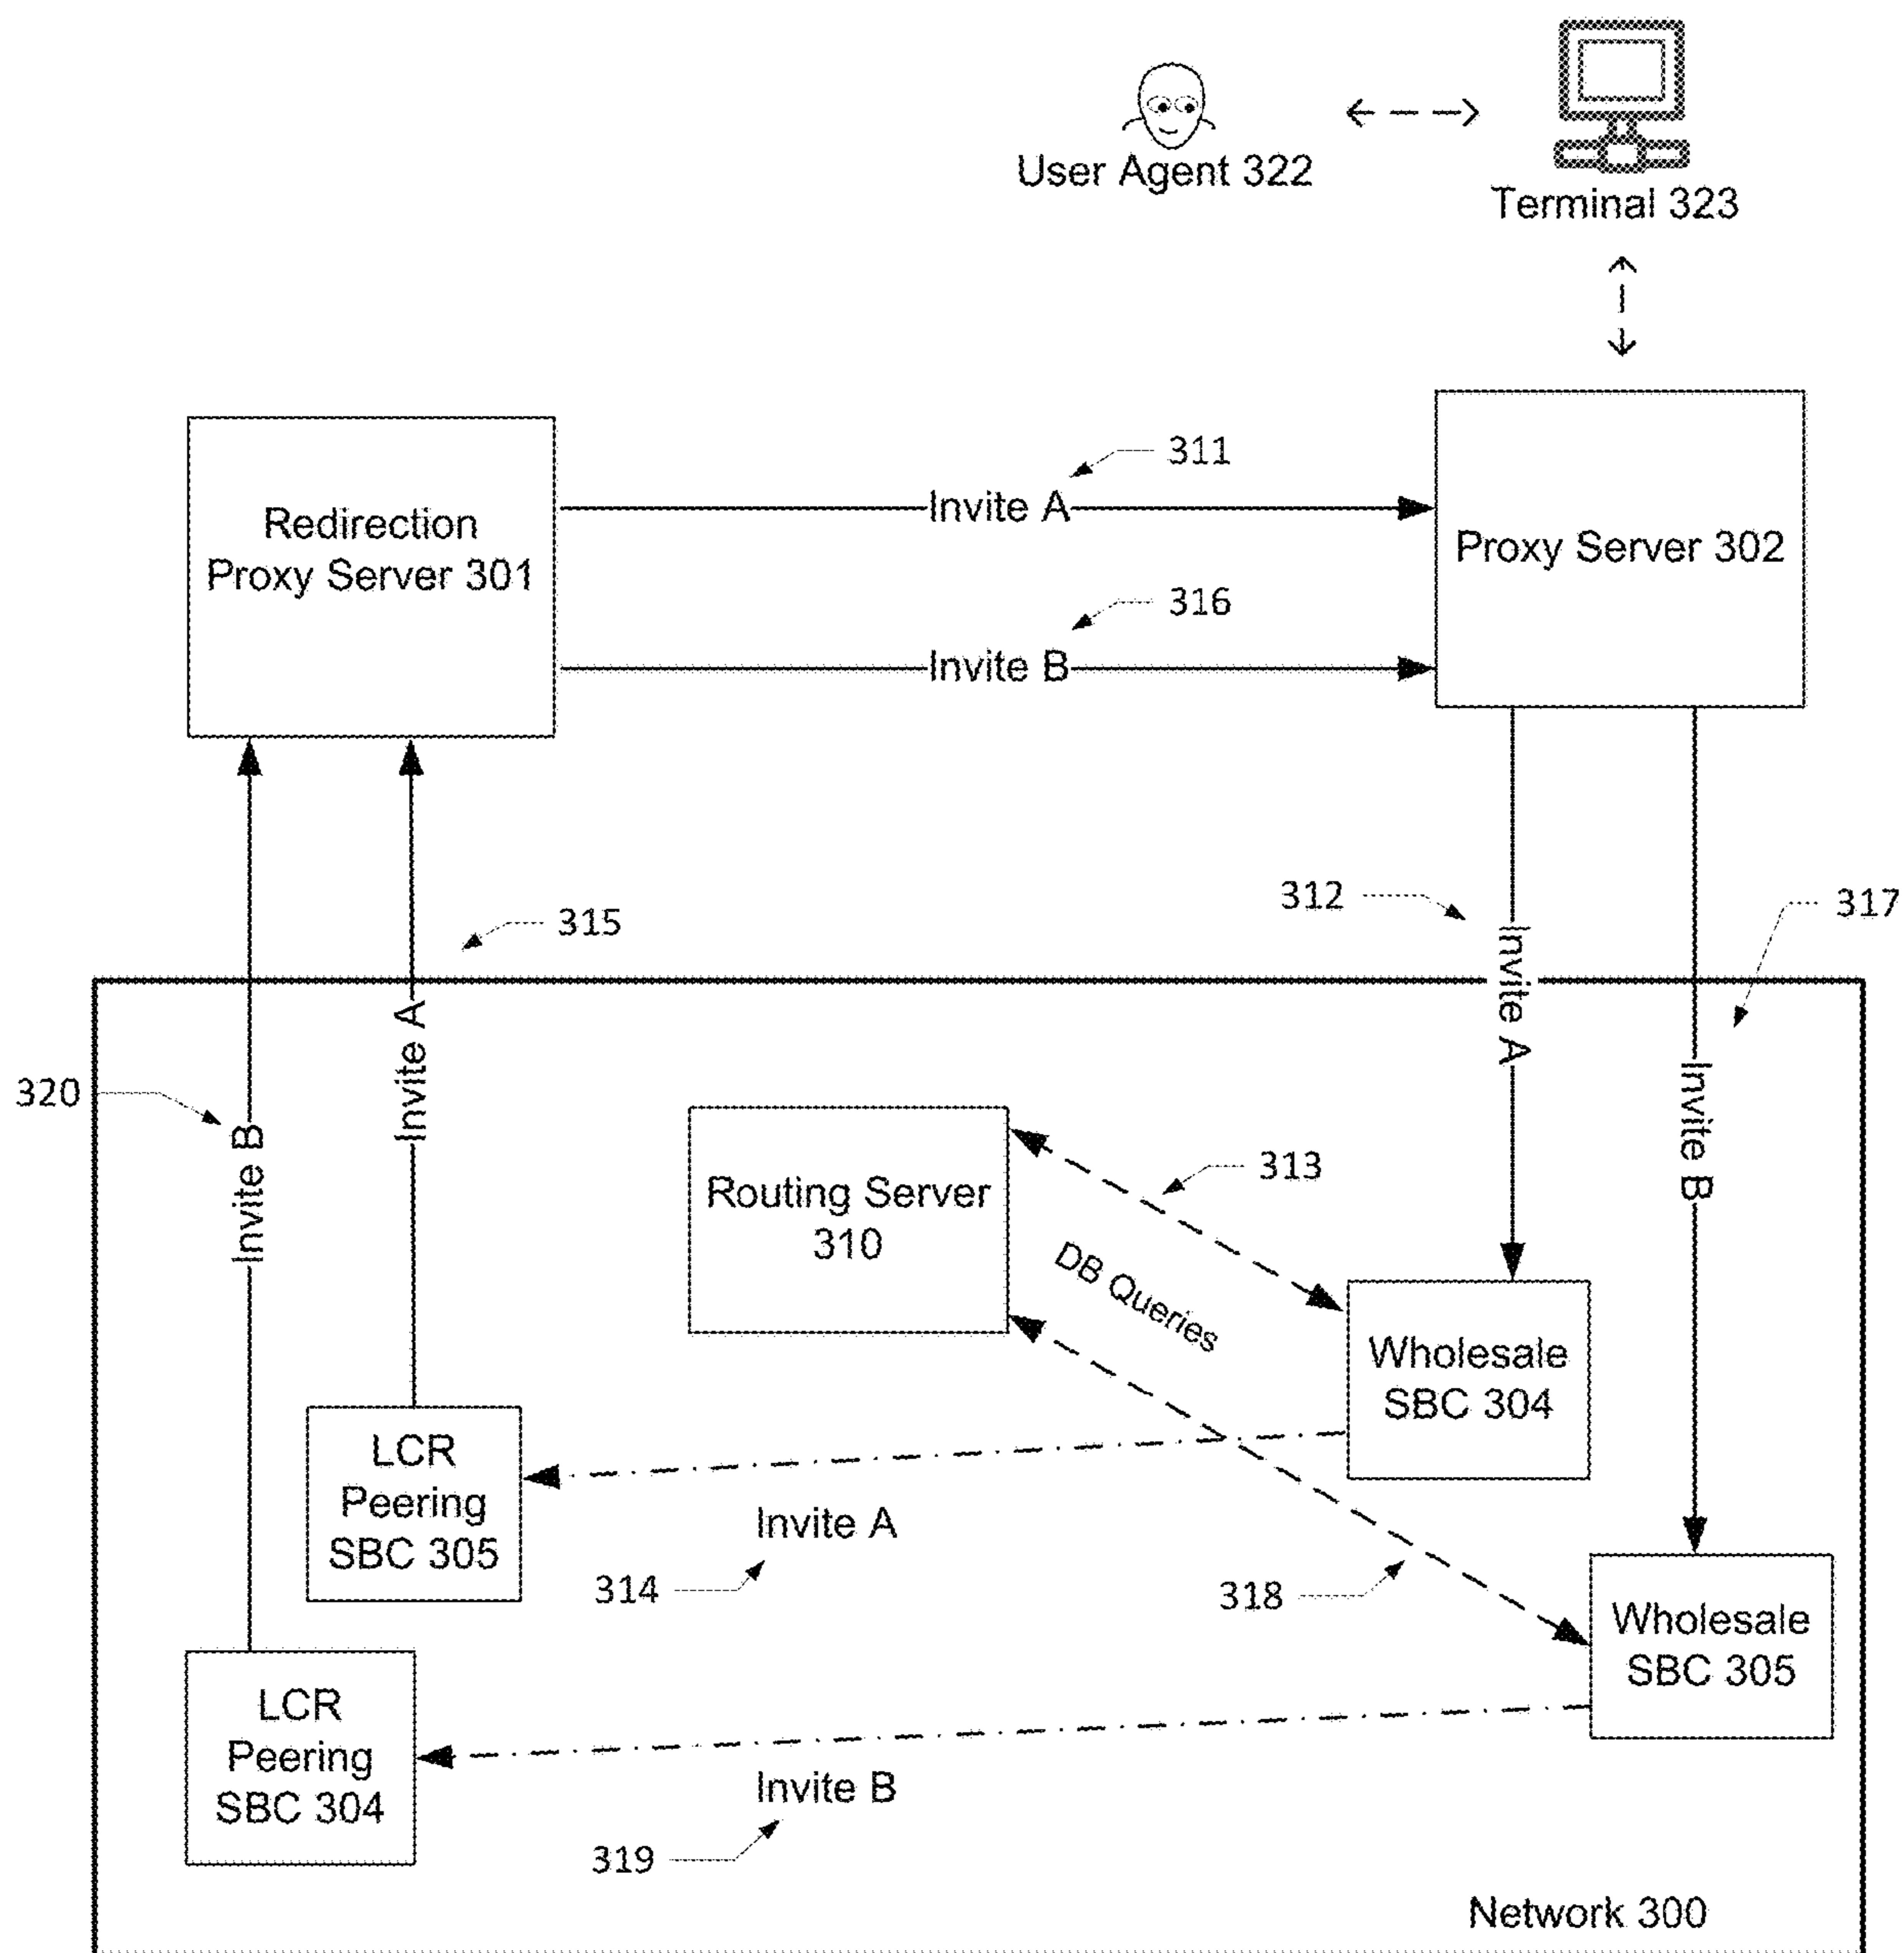 User Agent 322
Terminal 323
311
Invite A
Redirection
Proxy Server 301
Proxy Server 302
316
Invite B
312
317
315
Invite A
Invite A
320
Invite B
Invite B
313
Routing Server
310
DB Queries
Wholesale
SBC 304
LCR
Peering
SBC 305
Invite A
314
318
Wholesale
SBC 305
LCR
Peering
SBC 304
Invite B
319
Network 300